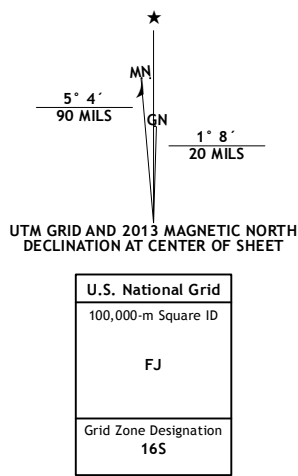 ★
MN
GN
5° 4´
90 MILS
1° 8´
20 MILS
UTM GRID AND 2013 MAGNETIC NORTH
DECLINATION AT CENTER OF SHEET
U.S. National Grid
100,000-m Square ID
FJ
Grid Zone Designation
16S